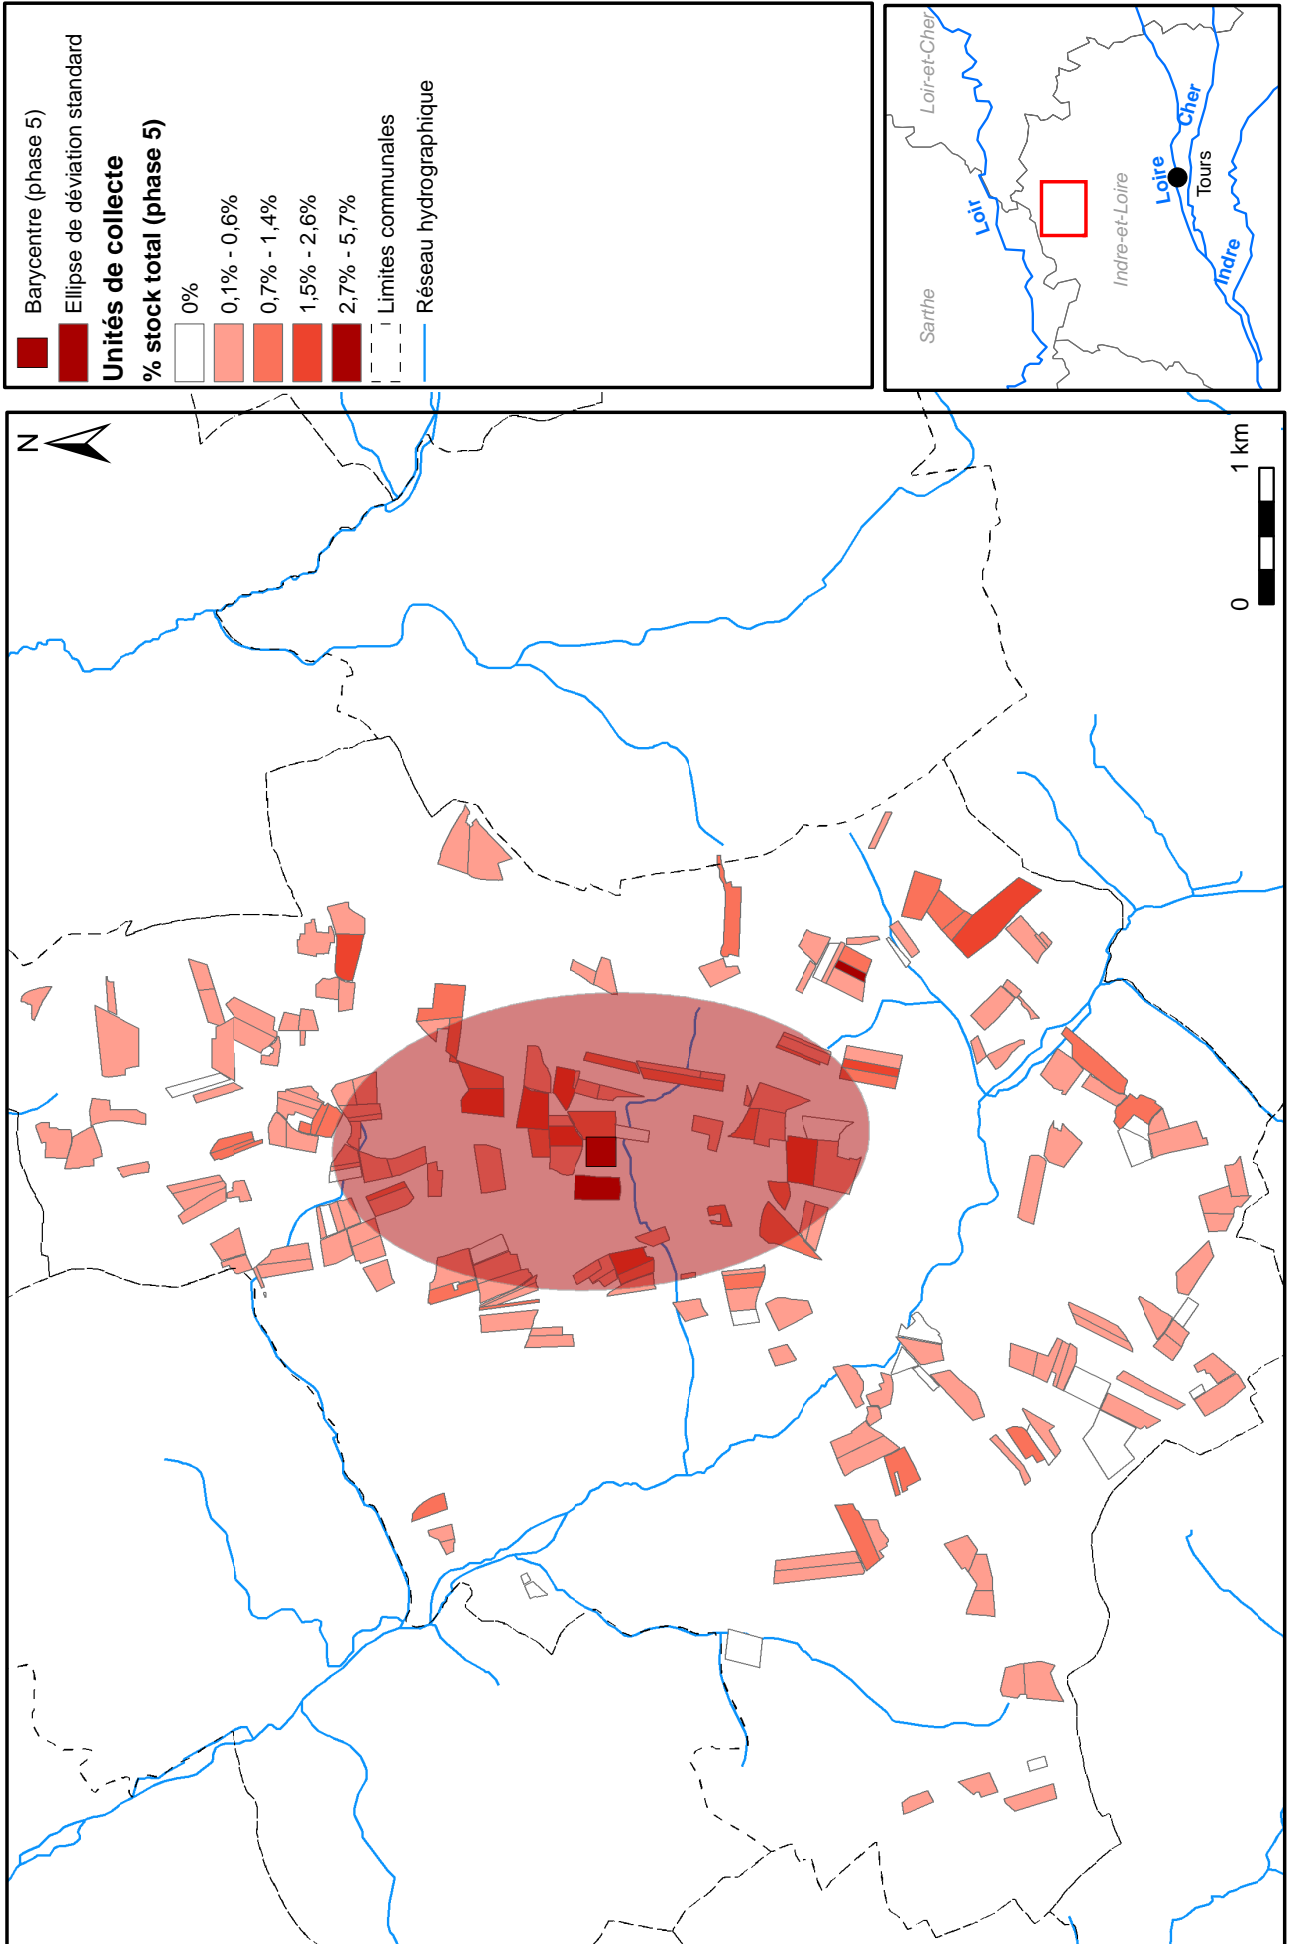 N
0
1 km
Barycentre (phase 5)
Ellipse de déviation standard
Unités de collecte
% stock total (phase 5)
0%
0,1% - 0,6%
0,7% - 1,4%
1,5% - 2,6%
2,7% - 5,7%
Limites communales
Réseau hydrographique
Sarthe
Loir-et-Cher
Loir
Indre-et-Loire
Loire
Cher
Tours
Indre